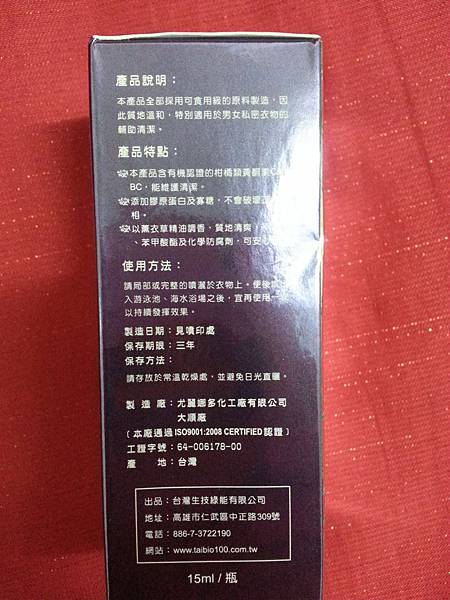 產品說明：
本產品全部採用可食用級的原料製造，因
此質地溫和，特別適用於男女私密衣物的
輔助清潔。
產品特點：
本產品含有機認證的柑橘類黃酮素C
BC，能維護清潔。
添加膠原蛋白及寡糖，不會破壞
相。
以薰衣草精油調香，質地清爽，
、苯甲酸酯及化學防腐劑，可安心
使用方法：
請局部或完整的噴灑於衣物上。便後
入游泳池、海水浴場之後，宜再使用一
以持續發揮效果。
製造日期：見噴印處
保存期限：三年
保存方法：
請存放於常溫乾燥處，並避免日光直曬。
製造廠：尤麗娜多化工廠有限公司
大順廠
(本廠通過ISO9001:2008 CERTIFIED認證)
工證字號：64-006178-00
產地：台灣
出品：台灣生技綠能有限公司
地址：高雄市仁武區中正路309號
電話：886-7-3722190
網站：www.taibio100.com.tw
15ml / 瓶